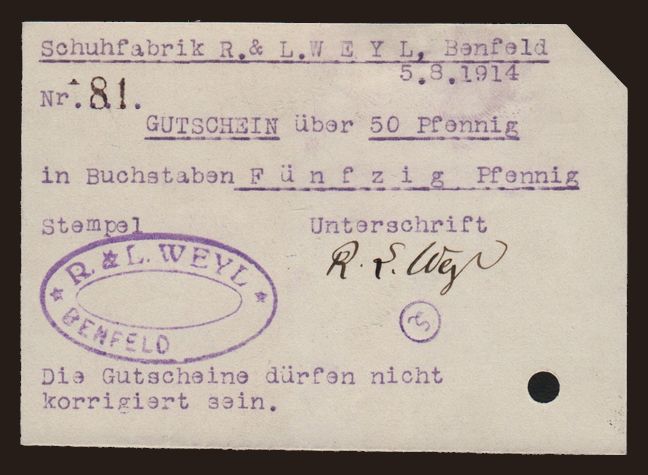 Schuhfabrik R.& L.W E Y L, Benfeld
5.8.1914
Nr. 81.
GUTSCHEIN über 50 Pfennig
in Buchstaben F ü n f z i g Pfennig
Stempel Unterschrift
R. & L. WEYL
BENFELD
R. L. Weyl
Die Gutscheine dürfen nicht
korrigiert sein.